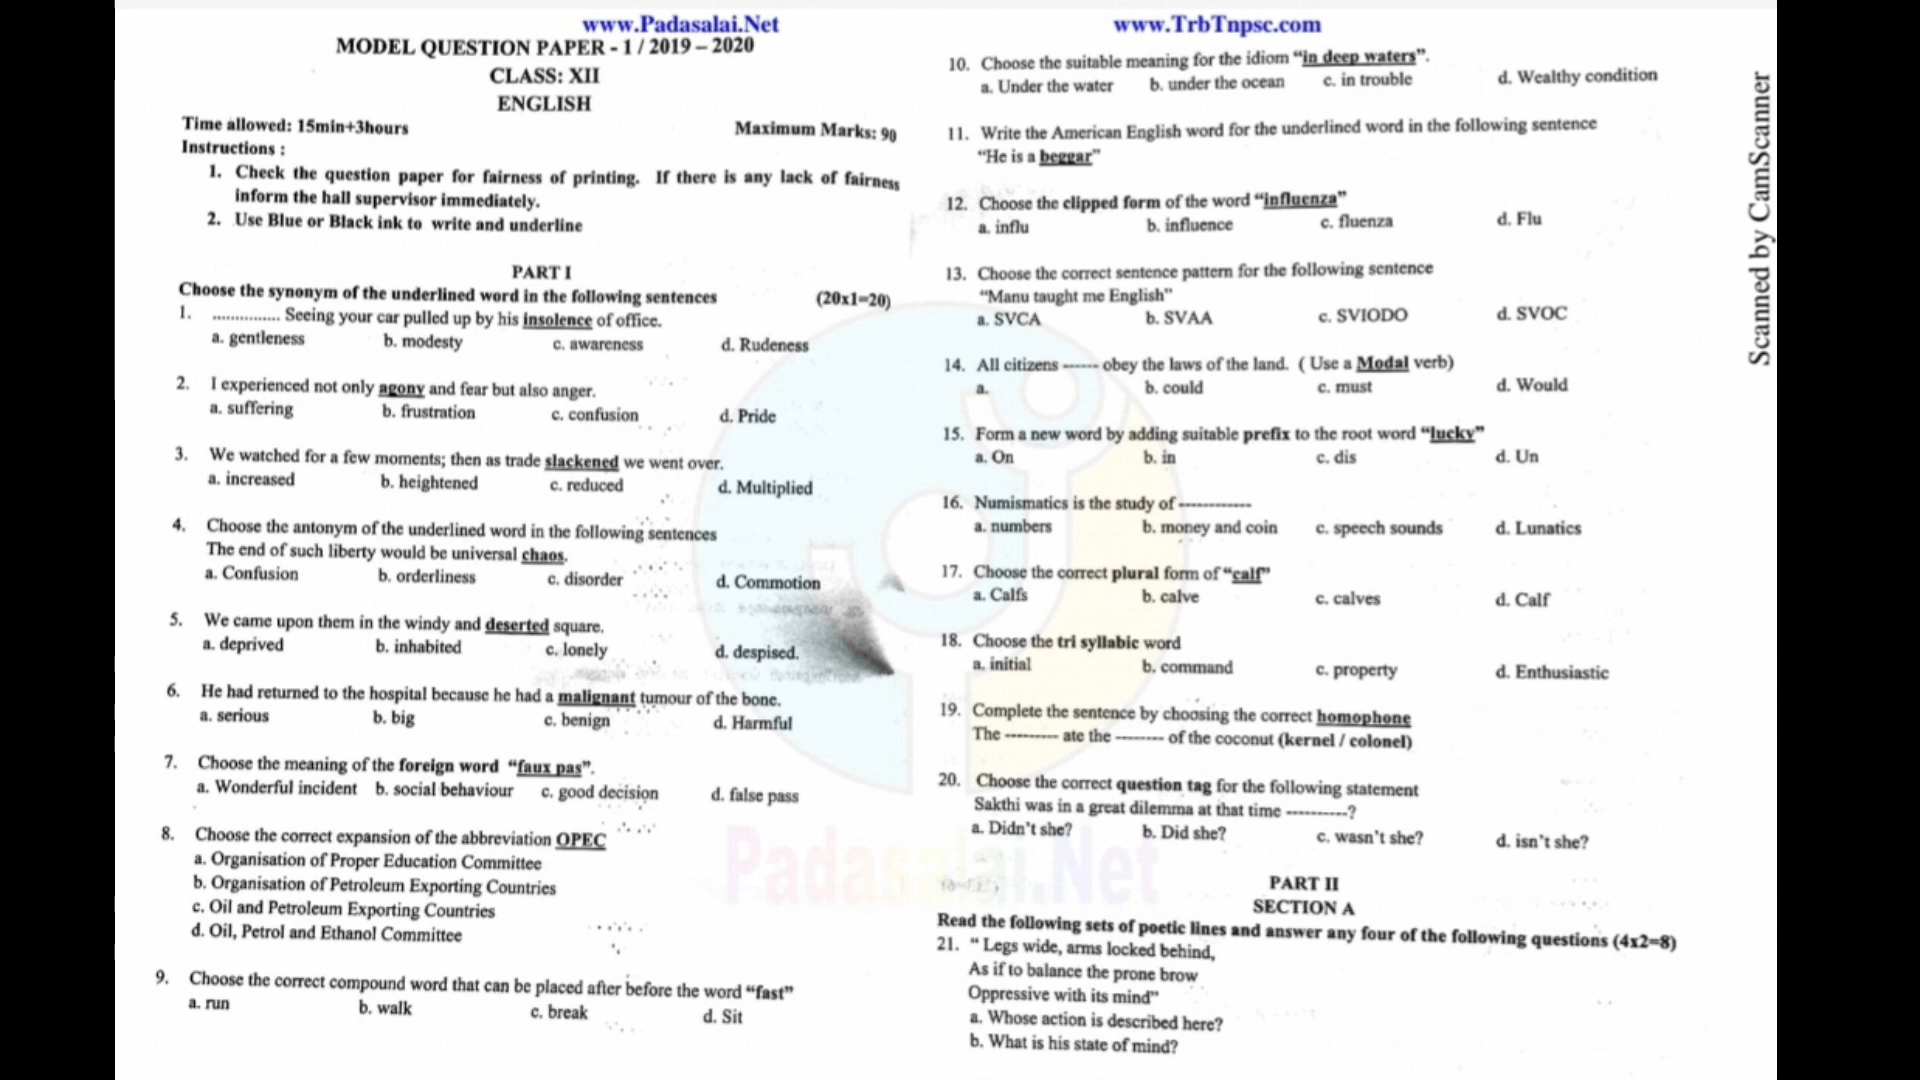 www.Padasalai.Net
www.TrbTnpsc.com
MODEL QUESTION PAPER - 1 / 2019 – 2020
CLASS: XII
ENGLISH
Time allowed: 15min+3hours
Maximum Marks: 90
Instructions :
1. Check the question paper for fairness of printing. If there is any lack of fairness
inform the hall supervisor immediately.
2. Use Blue or Black ink to write and underline
PART I
Choose the synonym of the underlined word in the following sentences (20x1=20)
1. .............. Seeing your car pulled up by his insolence of office.
a. gentleness b. modesty c. awareness d. Rudeness
2. I experienced not only agony and fear but also anger.
a. suffering b. frustration c. confusion d. Pride
3. We watched for a few moments; then as trade slackened we went over.
a. increased b. heightened c. reduced d. Multiplied
4. Choose the antonym of the underlined word in the following sentences
The end of such liberty would be universal chaos.
a. Confusion b. orderliness c. disorder d. Commotion
5. We came upon them in the windy and deserted square.
a. deprived b. inhabited c. lonely d. despised.
6. He had returned to the hospital because he had a malignant tumour of the bone.
a. serious b. big c. benign d. Harmful
7. Choose the meaning of the foreign word “faux pas”.
a. Wonderful incident b. social behaviour c. good decision d. false pass
8. Choose the correct expansion of the abbreviation OPEC
a. Organisation of Proper Education Committee
b. Organisation of Petroleum Exporting Countries
c. Oil and Petroleum Exporting Countries
d. Oil, Petrol and Ethanol Committee
9. Choose the correct compound word that can be placed after before the word “fast”
a. run b. walk c. break d. Sit
10. Choose the suitable meaning for the idiom “in deep waters”.
a. Under the water b. under the ocean c. in trouble d. Wealthy condition
11. Write the American English word for the underlined word in the following sentence
“He is a beggar”
12. Choose the clipped form of the word “influenza”
a. influ b. influence c. fluenza d. Flu
13. Choose the correct sentence pattern for the following sentence
“Manu taught me English”
a. SVCA b. SVAA c. SVIODO d. SVOC
14. All citizens ------ obey the laws of the land. ( Use a Modal verb)
a. b. could c. must d. Would
15. Form a new word by adding suitable prefix to the root word “lucky”
a. On b. in c. dis d. Un
16. Numismatics is the study of ------------
a. numbers b. money and coin c. speech sounds d. Lunatics
17. Choose the correct plural form of “calf”
a. Calfs b. calve c. calves d. Calf
18. Choose the tri syllabic word
a. initial b. command c. property d. Enthusiastic
19. Complete the sentence by choosing the correct homophone
The --------- ate the -------- of the coconut (kernel / colonel)
20. Choose the correct question tag for the following statement
Sakthi was in a great dilemma at that time ----------?
a. Didn’t she? b. Did she? c. wasn’t she? d. isn’t she?
PART II
SECTION A
Read the following sets of poetic lines and answer any four of the following questions (4x2=8)
21. “ Legs wide, arms locked behind,
As if to balance the prone brow
Oppressive with its mind”
a. Whose action is described here?
b. What is his state of mind?
Padasalai.Net
Scanned by CamScanner